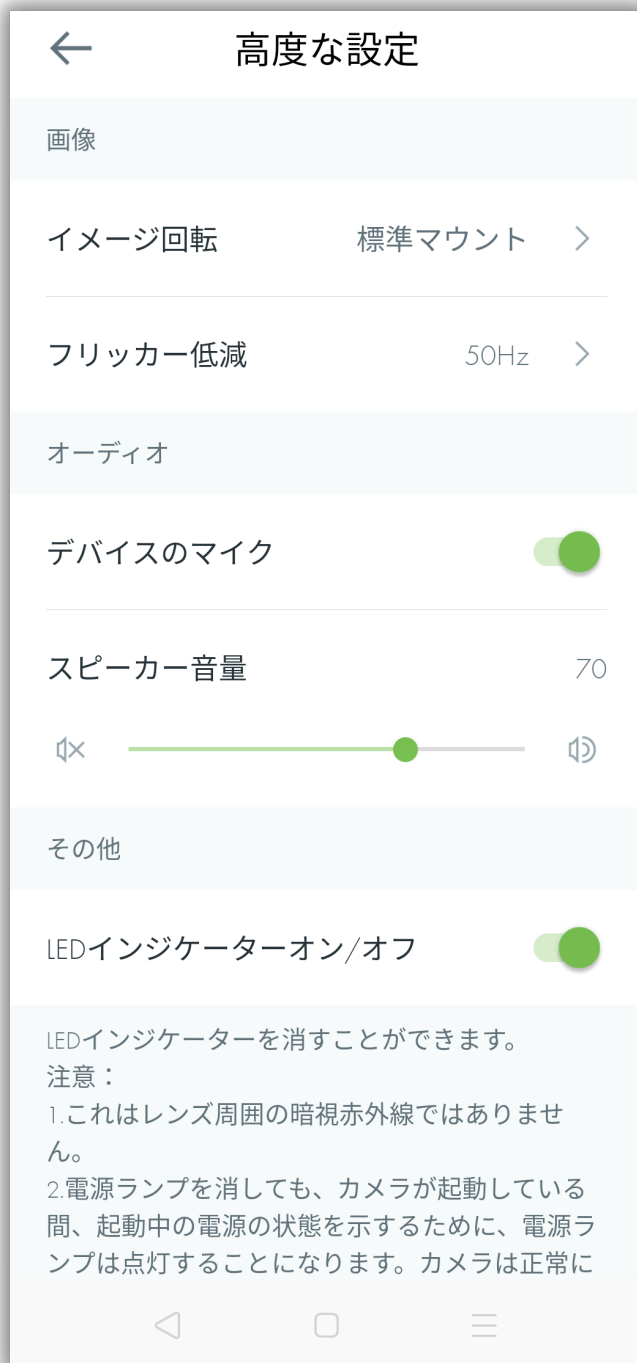 高度な設定
画像
イメージ回転 標準マウント
フリッカー低減 50Hz
オーディオ
デバイスのマイク
スピーカー音量 70
その他
LEDインジケーターオン/オフ
LEDインジケーターを消すことができます。
注意：
1.これはレンズ周囲の暗視赤外線ではありませ
ん。
2.電源ランプを消しても、カメラが起動している
間、起動中の電源の状態を示するために、電源ラ
ンプは点灯することになります。カメラは正常に